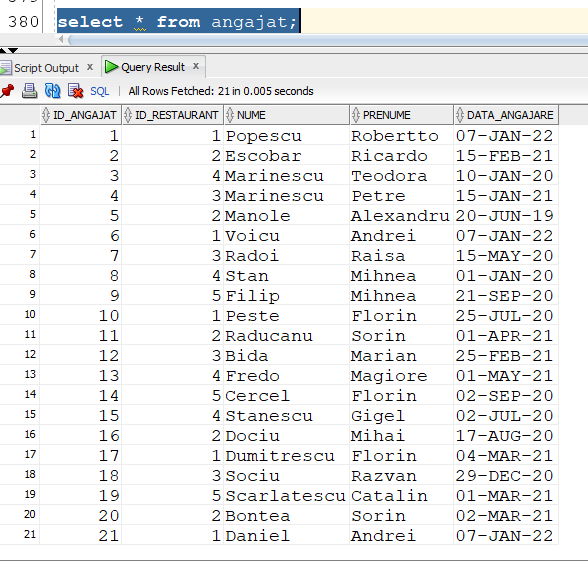 380 select * from angajat;
Script Output x Query Result x
SQL | All Rows Fetched: 21 in 0.005 seconds
ID_ANGAJAT ID_RESTAURANT NUME PRENUME DATA_ANGAJARE
1 1 1 Popescu Robertto 07-JAN-22
2 2 2 Escobar Ricardo 15-FEB-21
3 3 4 Marinescu Teodora 10-JAN-20
4 4 3 Marinescu Petre 15-JAN-21
5 5 2 Manole Alexandru 20-JUN-19
6 6 1 Voicu Andrei 07-JAN-22
7 7 3 Radoi Raisa 15-MAY-20
8 8 4 Stan Mihnea 01-JAN-20
9 9 5 Filip Mihnea 21-SEP-20
10 10 1 Peste Florin 25-JUL-20
11 11 2 Raducanu Sorin 01-APR-21
12 12 3 Bida Marian 25-FEB-21
13 13 4 Fredo Magiore 01-MAY-21
14 14 5 Cercel Florin 02-SEP-20
15 15 4 Stanescu Gigel 02-JUL-20
16 16 2 Dociu Mihai 17-AUG-20
17 17 1 Dumitrescu Florin 04-MAR-21
18 18 3 Sociu Razvan 29-DEC-20
19 19 5 Scarlatescu Catalin 01-MAR-21
20 20 2 Bontea Sorin 02-MAR-21
21 21 1 Daniel Andrei 07-JAN-22